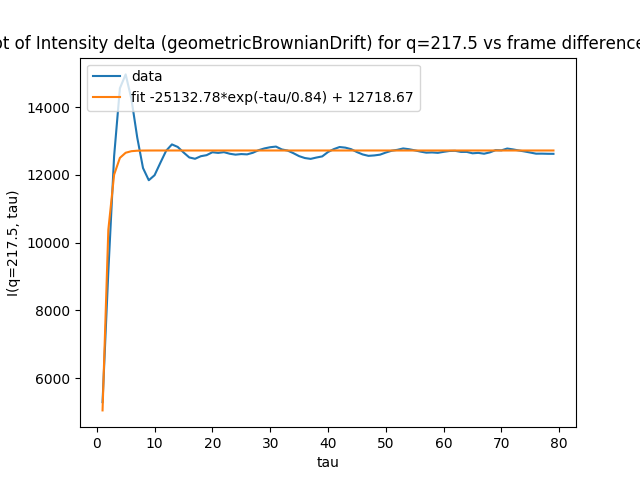 ot of Intensity delta (geometricBrownianDrift) for q=217.5 vs frame difference
data
fit -25132.78*exp(-tau/0.84) + 12718.67
14000
12000
10000
8000
6000
I(q=217.5, tau)
0 10 20 30 40 50 60 70 80
tau